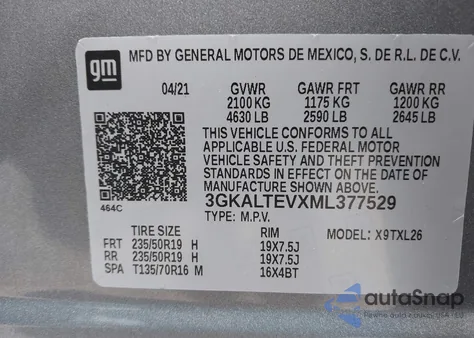 gm
MFD BY GENERAL MOTORS DE MEXICO, S. DE R.L. DE C.V.
04/21 GVWR GAWR FRT GAWR RR
2100 KG 1175 KG 1200 KG
4630 LB 2590 LB 2645 LB
THIS VEHICLE CONFORMS TO ALL
APPLICABLE U.S. FEDERAL MOTOR
VEHICLE SAFETY AND THEFT PREVENTION
STANDARDS IN EFFECT ON THE DATE OF
MANUFACTURE SHOWN ABOVE.
464C
3GKALTEVXML377529
TYPE: M.P.V.
TIRE SIZE RIM MODEL: X9TXL26
FRT 235/50R19 H 19X7.5J
RR 235/50R19 H 19X7.5J
SPA T135/70R16 M 16X4BT
autoSnap